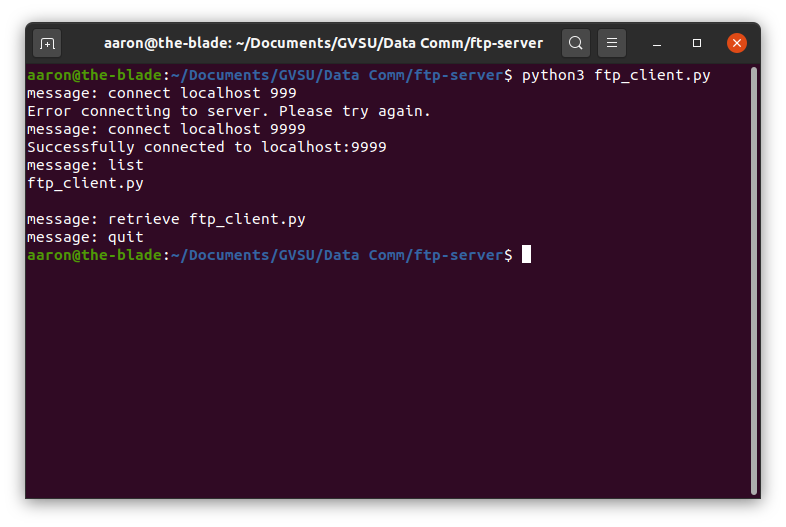 aaron@the-blade: ~/Documents/GVSU/Data Comm/ftp-server
aaron@the-blade:~/Documents/GVSU/Data Comm/ftp-server$ python3 ftp_client.py
message: connect localhost 999
Error connecting to server. Please try again.
message: connect localhost 9999
Successfully connected to localhost:9999
message: list
ftp_client.py
message: retrieve ftp_client.py
message: quit
aaron@the-blade:~/Documents/GVSU/Data Comm/ftp-server$